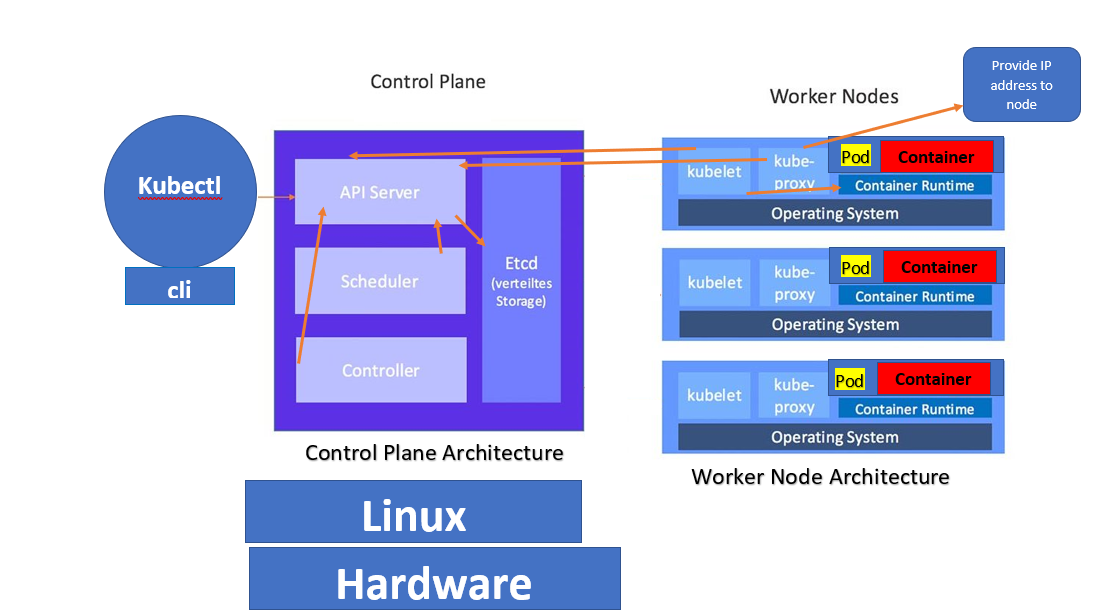 Control Plane
Worker Nodes
Provide IP
address to
node
Kubectl
cli
API Server
Scheduler
Controller
Etcd
(verteiltes
Storage)
Control Plane Architecture
Linux
Hardware
kubelet
kube-
proxy
Pod
Container
Container Runtime
Operating System
kubelet
kube-
proxy
Pod
Container
Container Runtime
Operating System
kubelet
kube-
proxy
Pod
Container
Container Runtime
Operating System
Worker Node Architecture